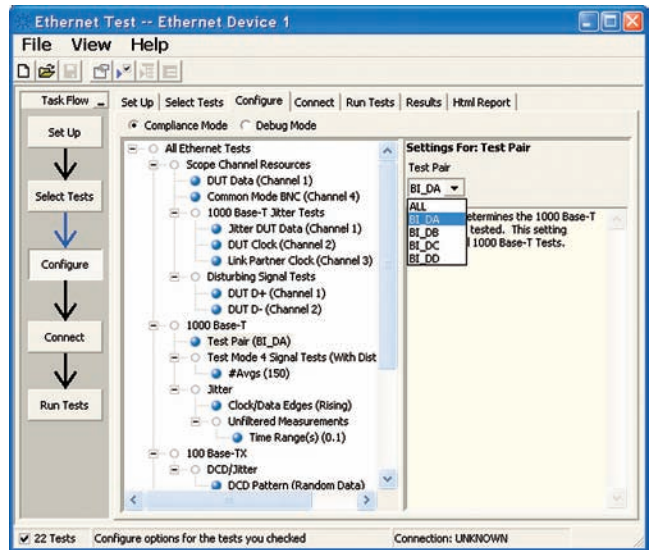 Ethernet Test -- Ethernet Device 1
File View Help
Task Flow
Set Up
Select Tests
Configure
Connect
Run Tests
Set Up Select Tests Configure Connect Run Tests Results Html Report
Compliance Mode Debug Mode
All Ethernet Tests
Scope Channel Resources
DUT Data (Channel 1)
Common Mode BNC (Channel 4)
1000 Base-T Jitter Tests
Jitter DUT Data (Channel 1)
DUT Clock (Channel 2)
Link Partner Clock (Channel 3)
Disturbing Signal Tests
DUT D+ (Channel 1)
DUT D- (Channel 2)
1000 Base-T
Test Pair (BI_DA)
Test Mode 4 Signal Tests (With Dist
#Avgs (150)
Jitter
Clock/Data Edges (Rising)
Unfiltered Measurements
Time Range(s) (0.1)
100 Base-TX
DCD/Jitter
DCD Pattern (Random Data)
Settings For: Test Pair
Test Pair
BI_DA
ALL
BI_DA
BI_DB
BI_DC
BI_DD
etermines the 1000 Base-T
tested. This setting
1000 Base-T Tests.
22 Tests Configure options for the tests you checked Connection: UNKNOWN